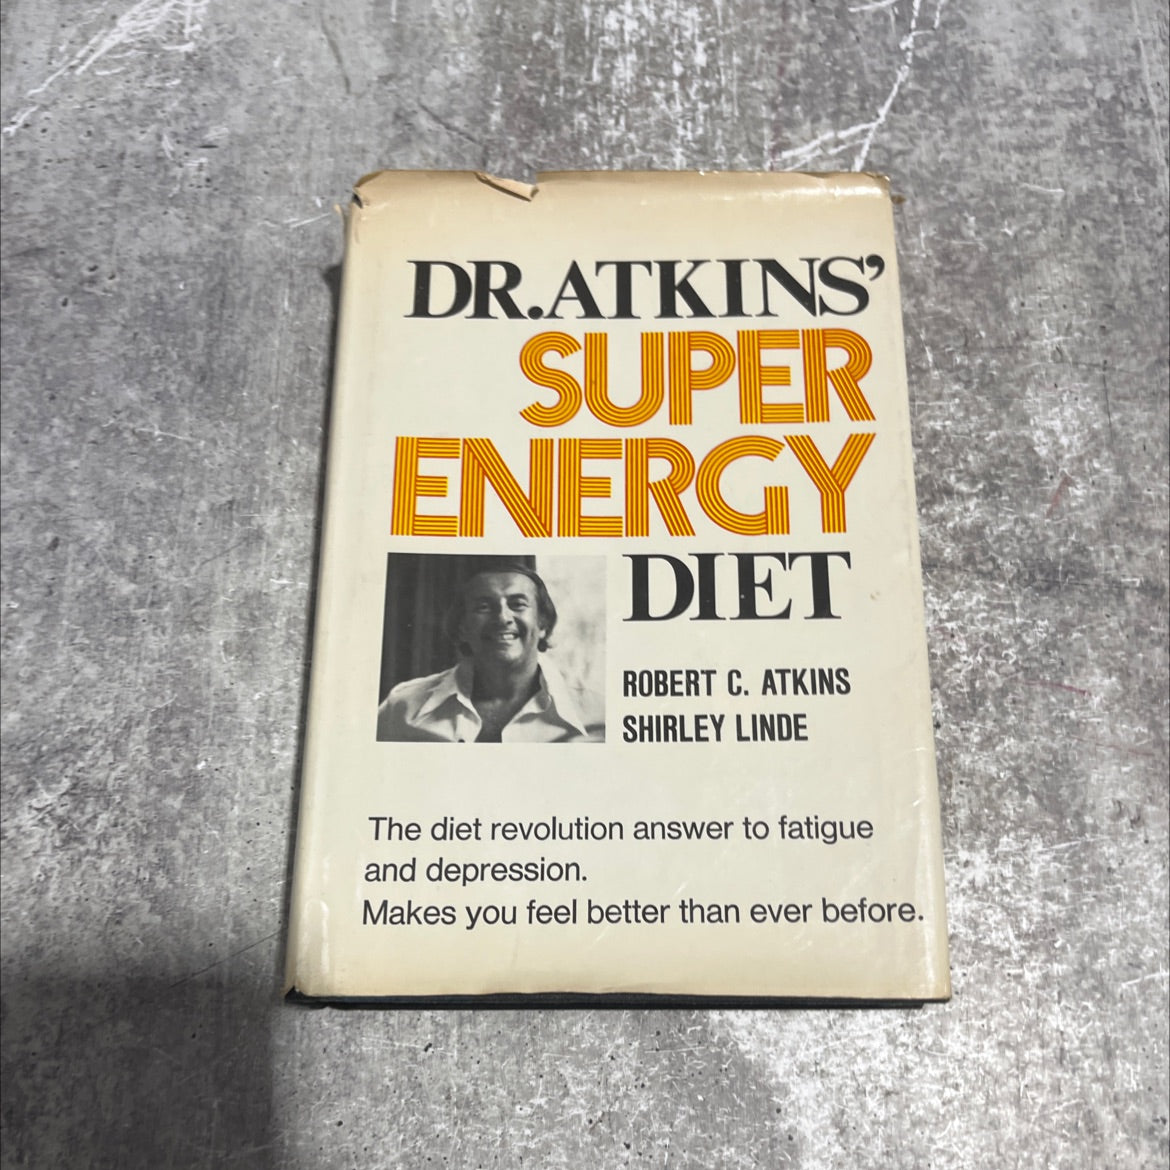 DR. ATKINS'
SUPER
ENERGY
DIET
ROBERT C. ATKINS
SHIRLEY LINDE
The diet revolution answer to fatigue
and depression.
Makes you feel better than ever before.